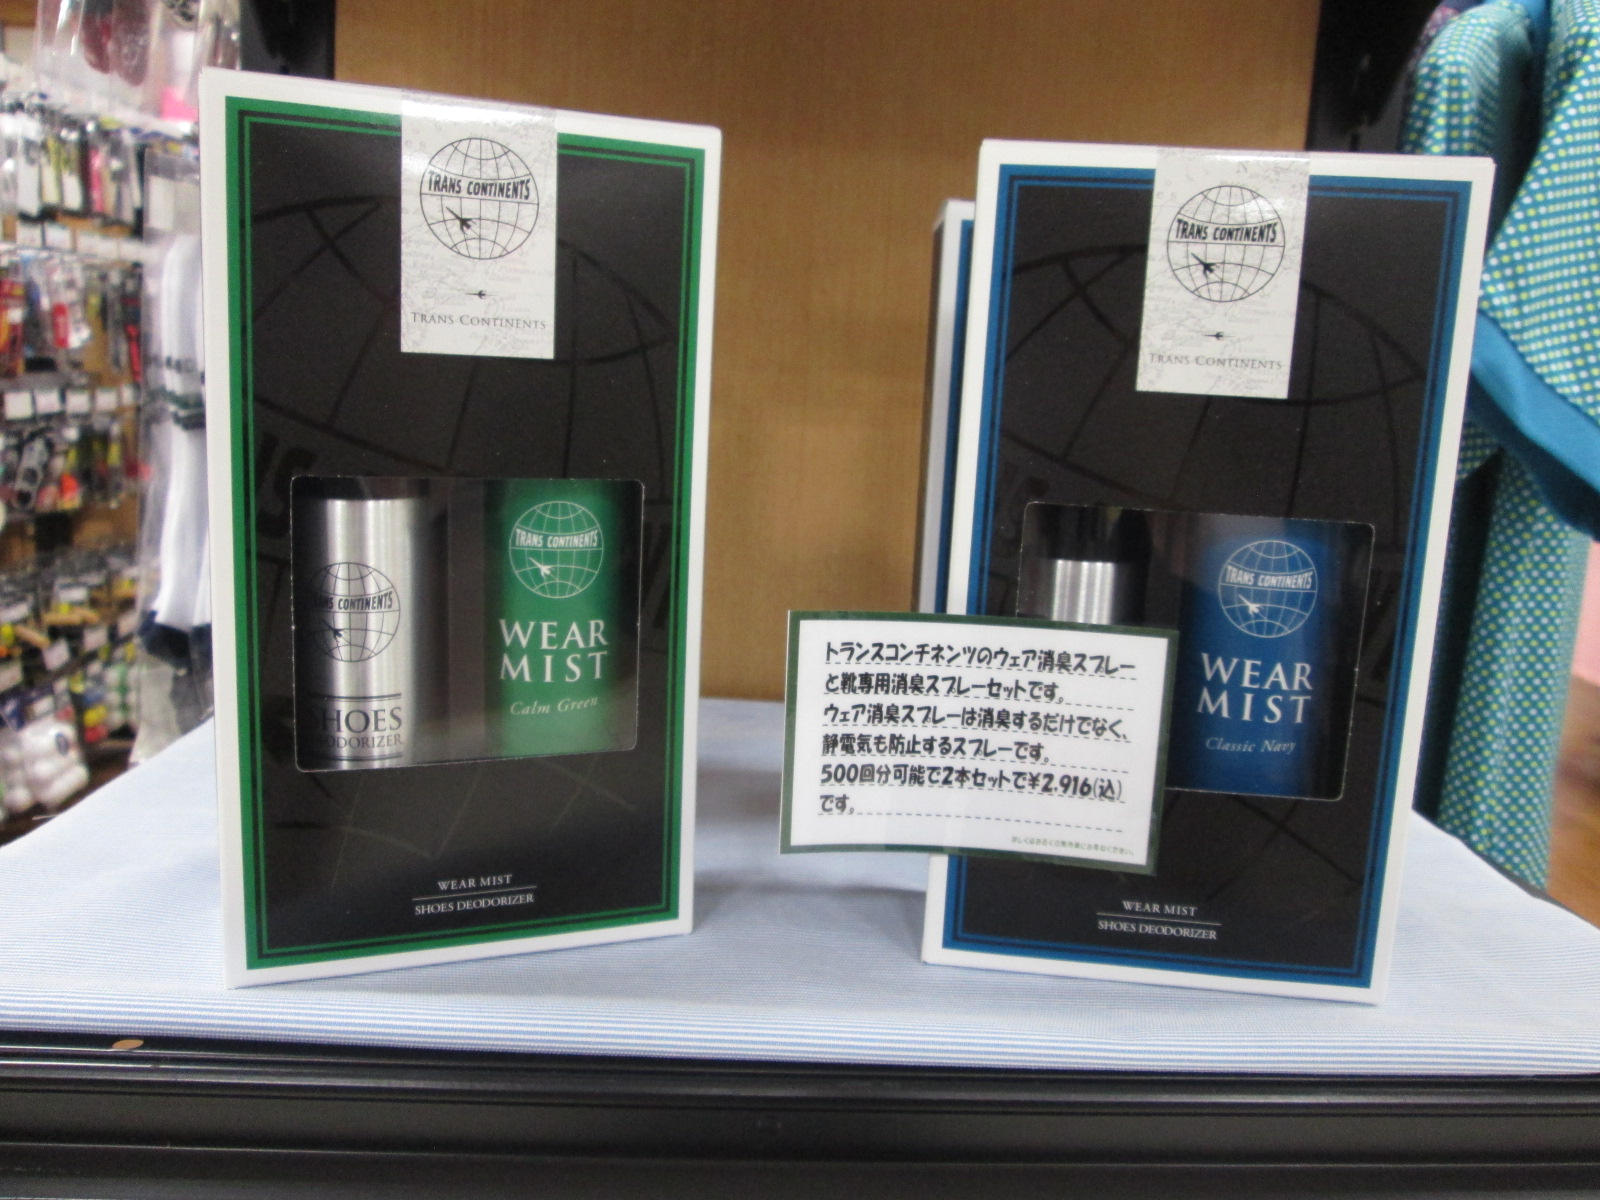 TRANS CONTINENTS
TRANS CONTINENTS
TRANS CONTINENTS
SHOES
DEODORIZER
TRANS CONTINENTS
WEAR
MIST
Calm Green
WEAR MIST
SHOES DEODORIZER
TRANS CONTINENTS
TRANS CONTINENTS
TRANS CONTINENTS
WEAR
MIST
Classic Navy
トランスコンチネンツのウェア消臭スプレー
と靴専用消臭スプレーセットです。
ウェア消臭スプレーは消臭するだけでなく、
静電気も防止するスプレーです。
500回分可能で2本セットで¥2.916(込)
です。
WEAR MIST
SHOES DEODORIZER